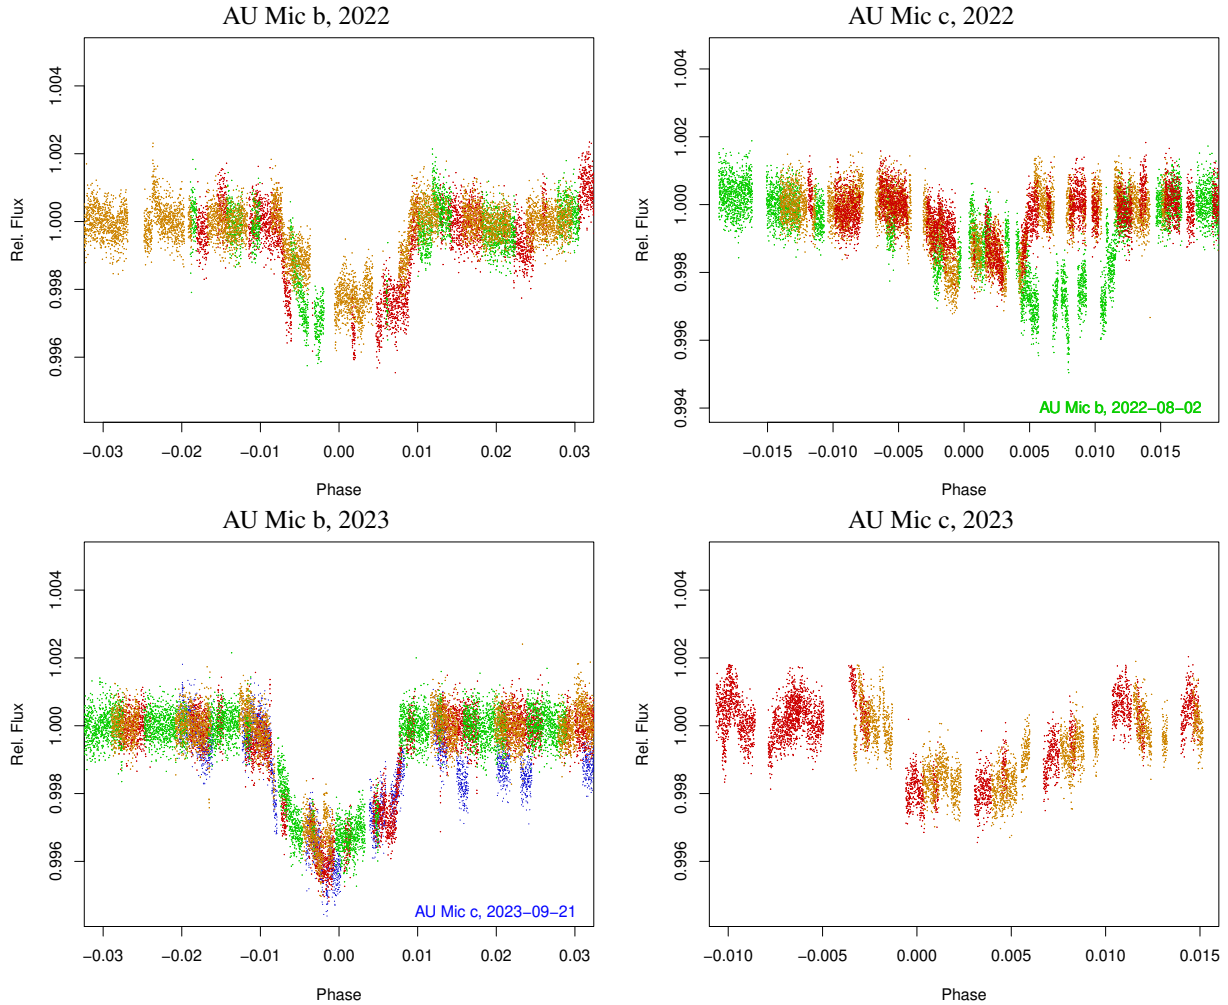 AU Mic b, 2022
Rel. Flux
0.996 0.998 1.000 1.002 1.004
−0.03 −0.02 −0.01 0.00 0.01 0.02 0.03
Phase
AU Mic c, 2022
Rel. Flux
0.994 0.996 0.998 1.000 1.002 1.004
AU Mic b, 2022−08−02
−0.015 −0.010 −0.005 0.000 0.005 0.010 0.015
Phase
AU Mic b, 2023
Rel. Flux
0.996 0.998 1.000 1.002 1.004
AU Mic c, 2023−09−21
−0.03 −0.02 −0.01 0.00 0.01 0.02 0.03
Phase
AU Mic c, 2023
Rel. Flux
0.996 0.998 1.000 1.002 1.004
−0.010 −0.005 0.000 0.005 0.010 0.015
Phase